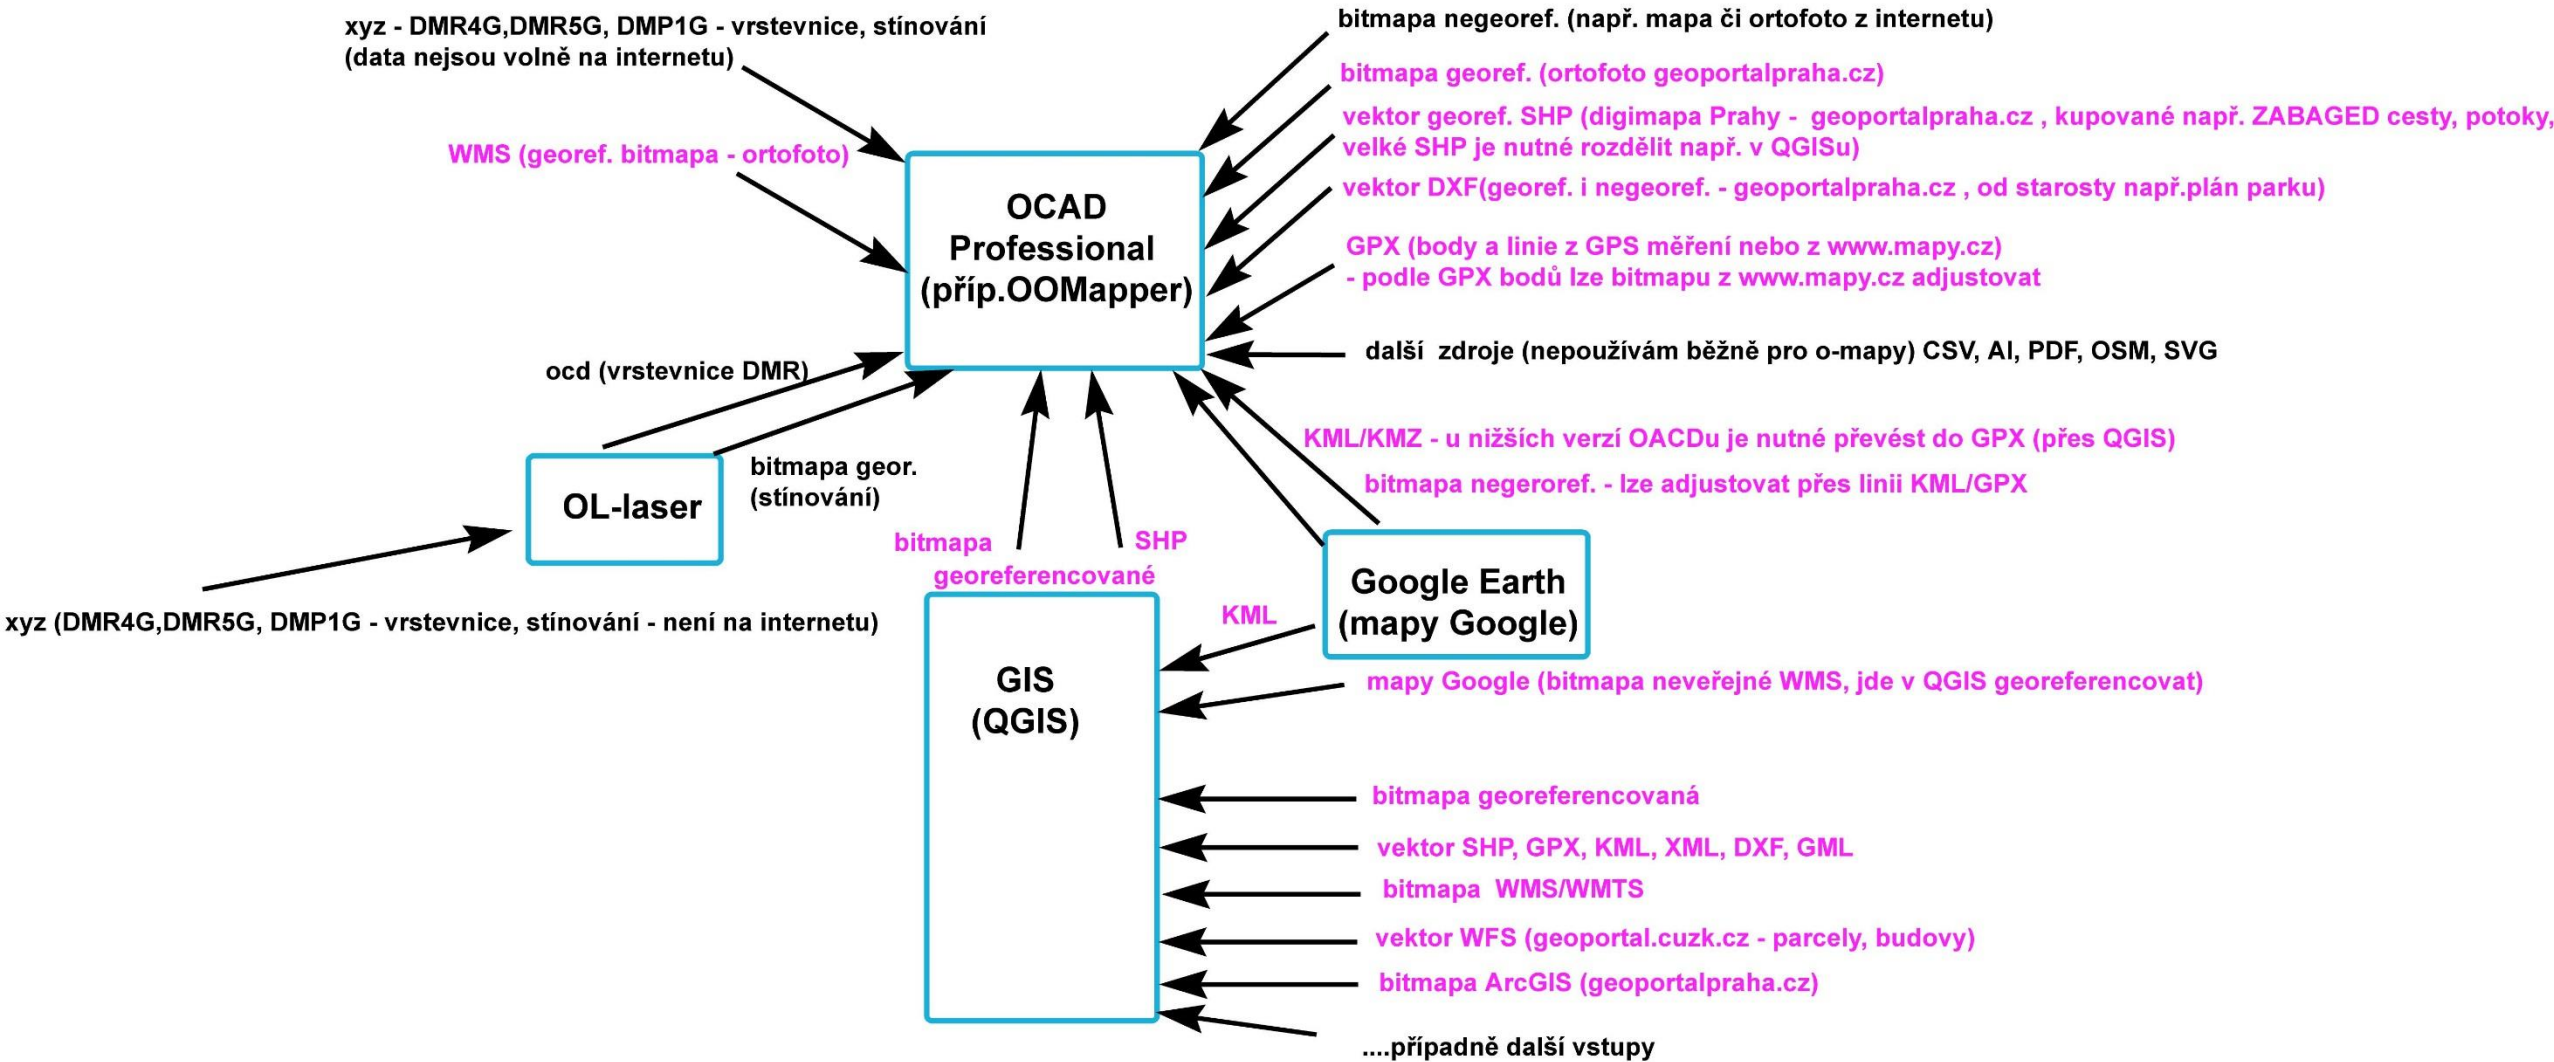 xyz - DMR4G,DMR5G, DMP1G - vrstevnice, stínování
(data nejsou volně na internetu)
WMS (georef. bitmapa - ortofoto)
bitmapa negeoref. (např. mapa či ortofoto z internetu)
bitmapa georef. (ortofoto geoportalpraha.cz)
vektor georef. SHP (digimapa Prahy -  geoportalpraha.cz , kupované např. ZABAGED cesty, potoky,
velké SHP je nutné rozdělit např. v QGISu)
vektor DXF(georef. i negeoref. - geoportalpraha.cz , od starosty např.plán parku)
GPX (body a linie z GPS měření nebo z www.mapy.cz)
- podle GPX bodů lze bitmapu z www.mapy.cz adjustovat
další  zdroje (nepoužívám běžně pro o-mapy) CSV, AI, PDF, OSM, SVG
OCAD
Professional
(příp.OOMapper)
ocd (vrstevnice DMR)
bitmapa geor.
(stínování)
OL-laser
xyz (DMR4G,DMR5G, DMP1G - vrstevnice, stínování - není na internetu)
KML/KMZ - u nižších verzí OACDu je nutné převést do GPX (přes QGIS)
bitmapa negeroref. - lze adjustovat přes linii KML/GPX
bitmapa
SHP
georeferencované
Google Earth
(mapy Google)
KML
GIS
(QGIS)
mapy Google (bitmapa neveřejné WMS, jde v QGIS georeferencovat)
bitmapa georeferencovaná
vektor SHP, GPX, KML, XML, DXF, GML
bitmapa  WMS/WMTS
vektor WFS (geoportal.cuzk.cz - parcely, budovy)
bitmapa ArcGIS (geoportalpraha.cz)
....případně další vstupy